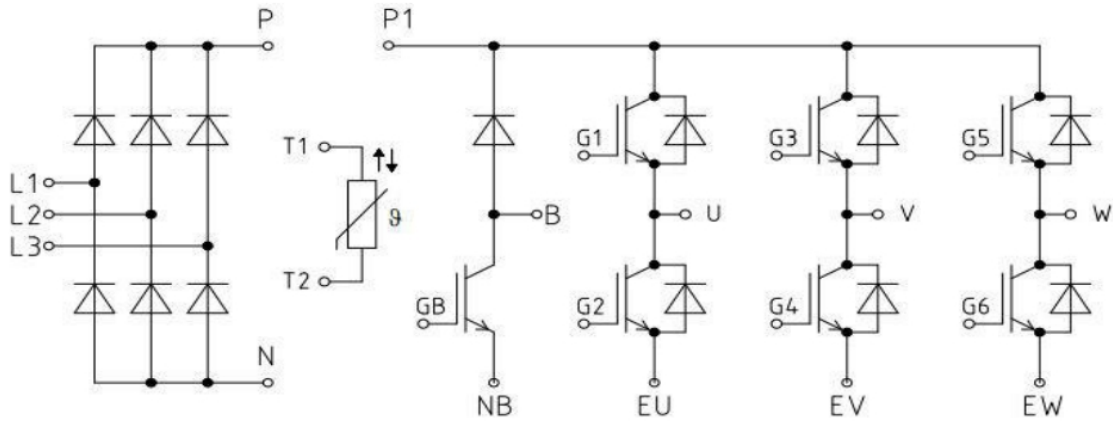 P P1
T1 G1 G3 G5
L1
L2 B U V W
L3 ϑ
T2 GB G2 G4 G6
N
NB EU EV EW